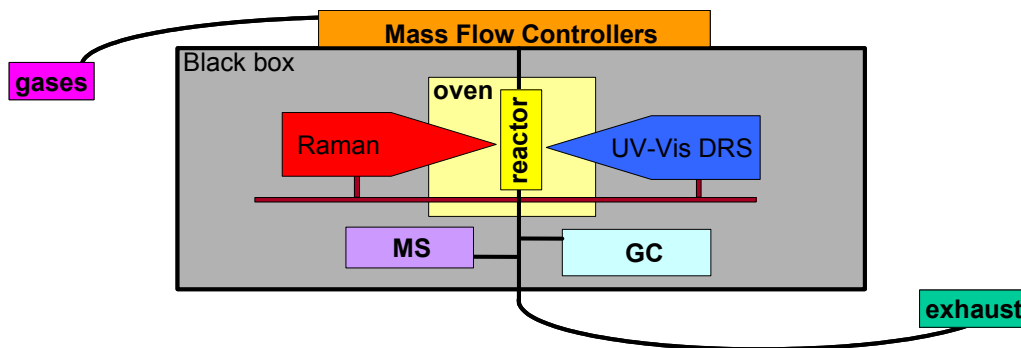 Mass Flow Controllers
Black box
gases
oven
reactor
Raman
UV-Vis DRS
MS
GC
exhaust